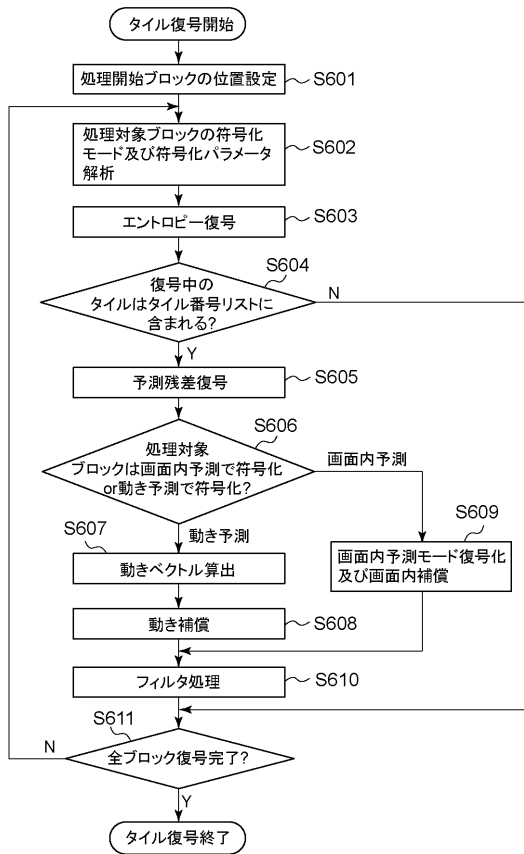 タイル復号開始
処理開始ブロックの位置設定
S601
処理対象ブロックの符号化
モード及び符号化パラメータ
解析
S602
エントロピー復号
S603
S604
復号中の
タイルはタイル番号リストに
含まれる?
N
Y
予測残差復号
S605
S606
処理対象
ブロックは画面内予測で符号化
or動き予測で符号化?
画面内予測
動き予測
S607
動きベクトル算出
S609
画面内予測モード復号化
及び画面内補償
動き補償
S608
フィルタ処理
S610
S611
全ブロック復号完了?
N
Y
タイル復号終了